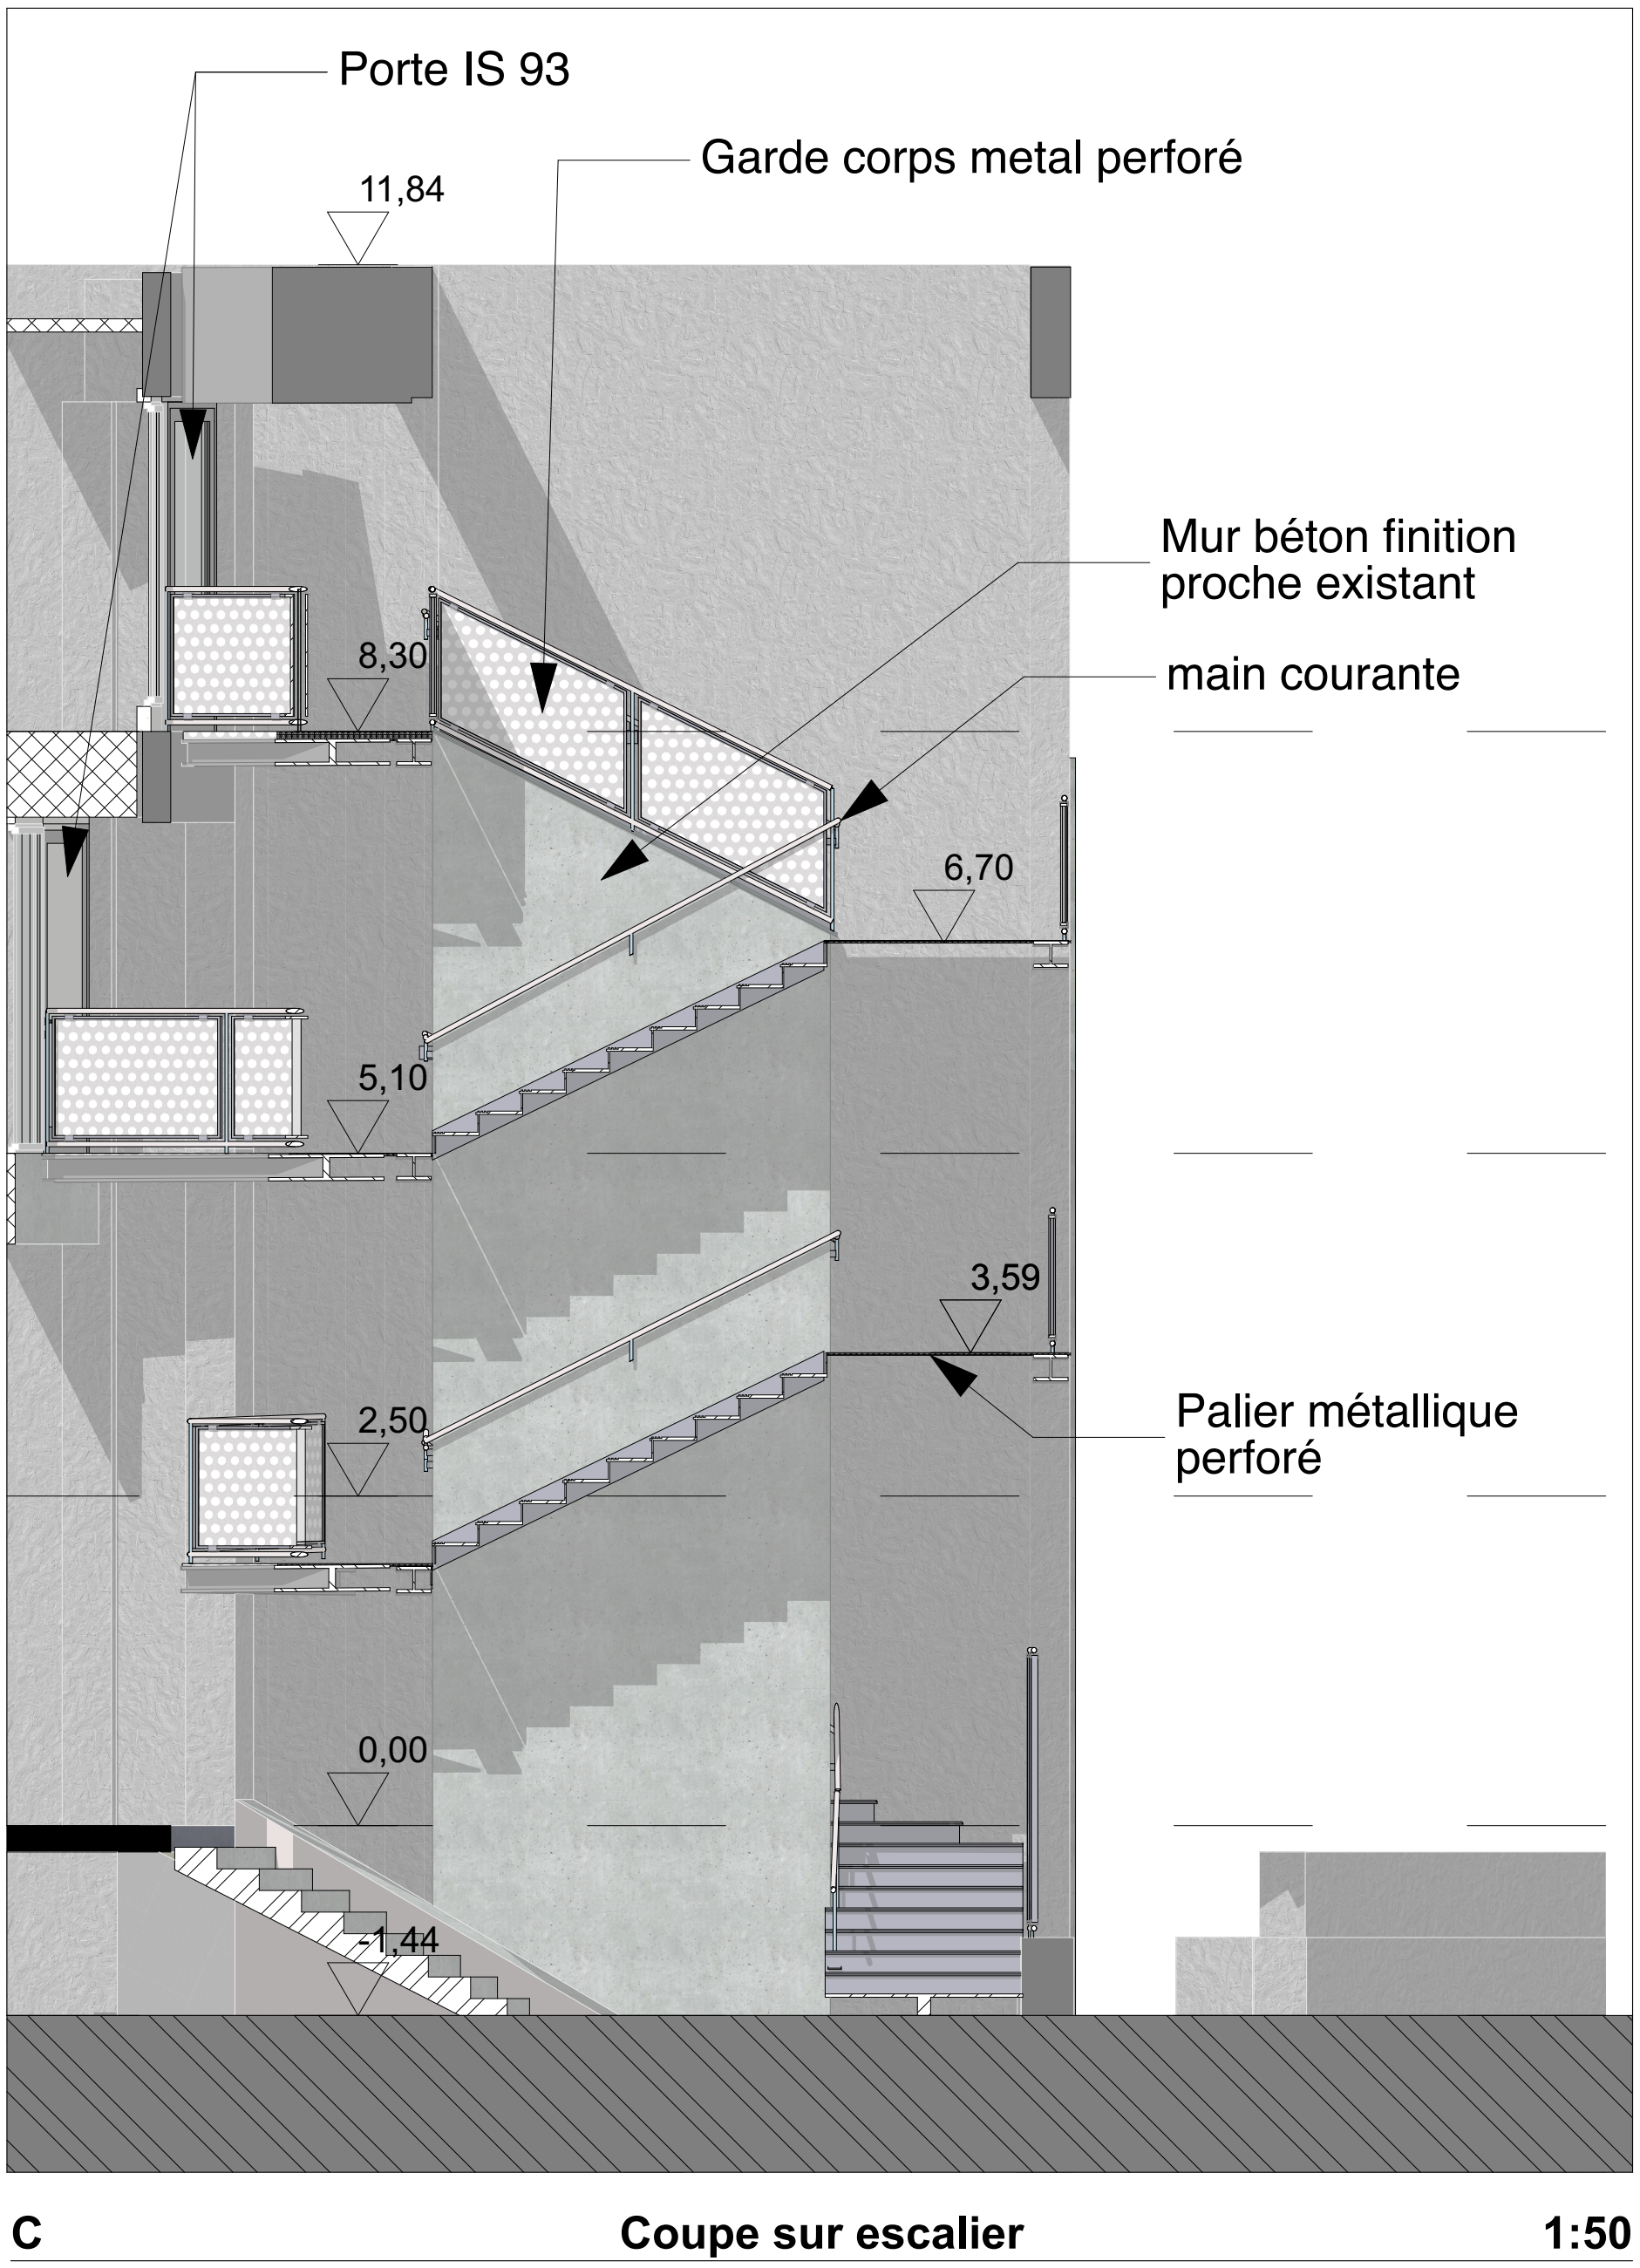 Porte IS 93
Garde corps metal perforé
11,84
Mur béton finition
proche existant
8,30
main courante
6,70
5,10
3,59
Palier métallique
perforé
2,50
0,00
-1,44
C
Coupe sur escalier
1:50